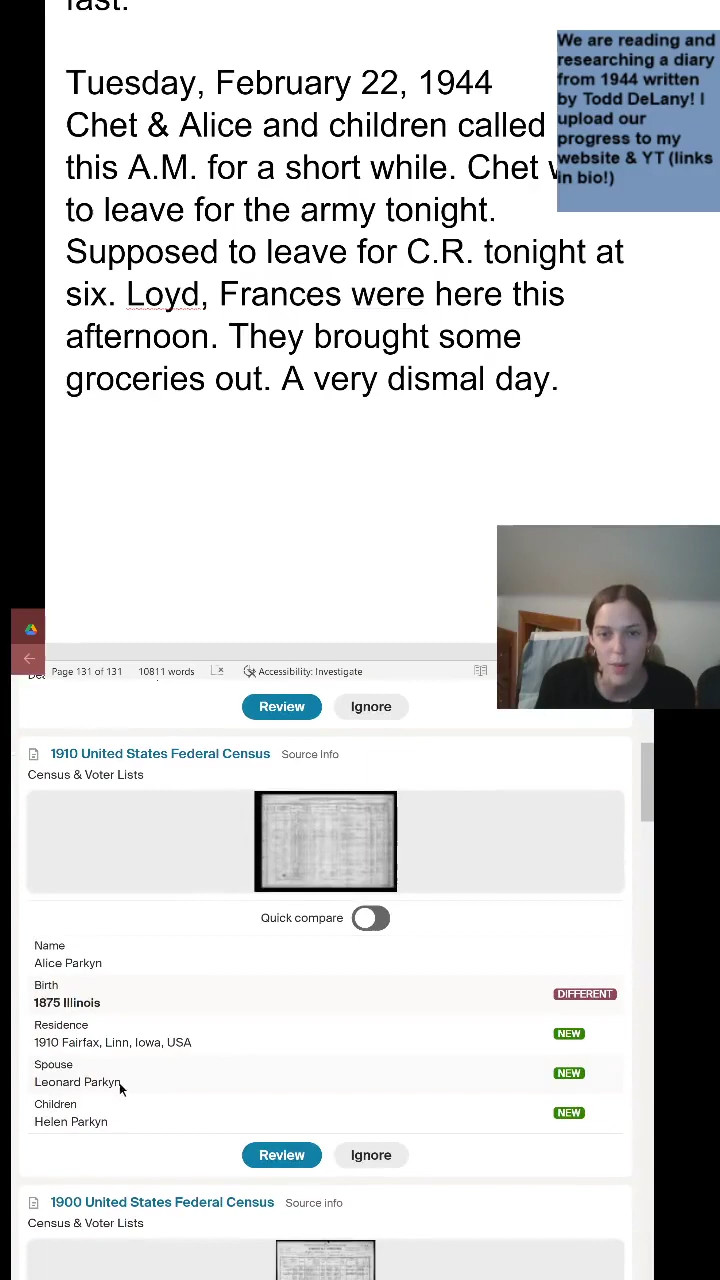 fast.
Tuesday, February 22, 1944
Chet & Alice and children called
this A.M. for a short while. Chet w
to leave for the army tonight.
Supposed to leave for C.R. tonight at
six. Loyd, Frances were here this
afternoon. They brought some
groceries out. A very dismal day.
We are reading and
researching a diary
from 1944 written
by Todd DeLany! I
upload our
progress to my
website & YT (links
in bio!)
Page 131 of 131 10811 words Accessibility: Investigate
Review Ignore
1910 United States Federal Census Source Info
Census & Voter Lists
Quick compare
Name
Alice Parkyn
Birth
1875 Illinois DIFFERENT
Residence
1910 Fairfax, Linn, Iowa, USA NEW
Spouse
Leonard Parkyn NEW
Children
Helen Parkyn NEW
Review Ignore
1900 United States Federal Census Source info
Census & Voter Lists